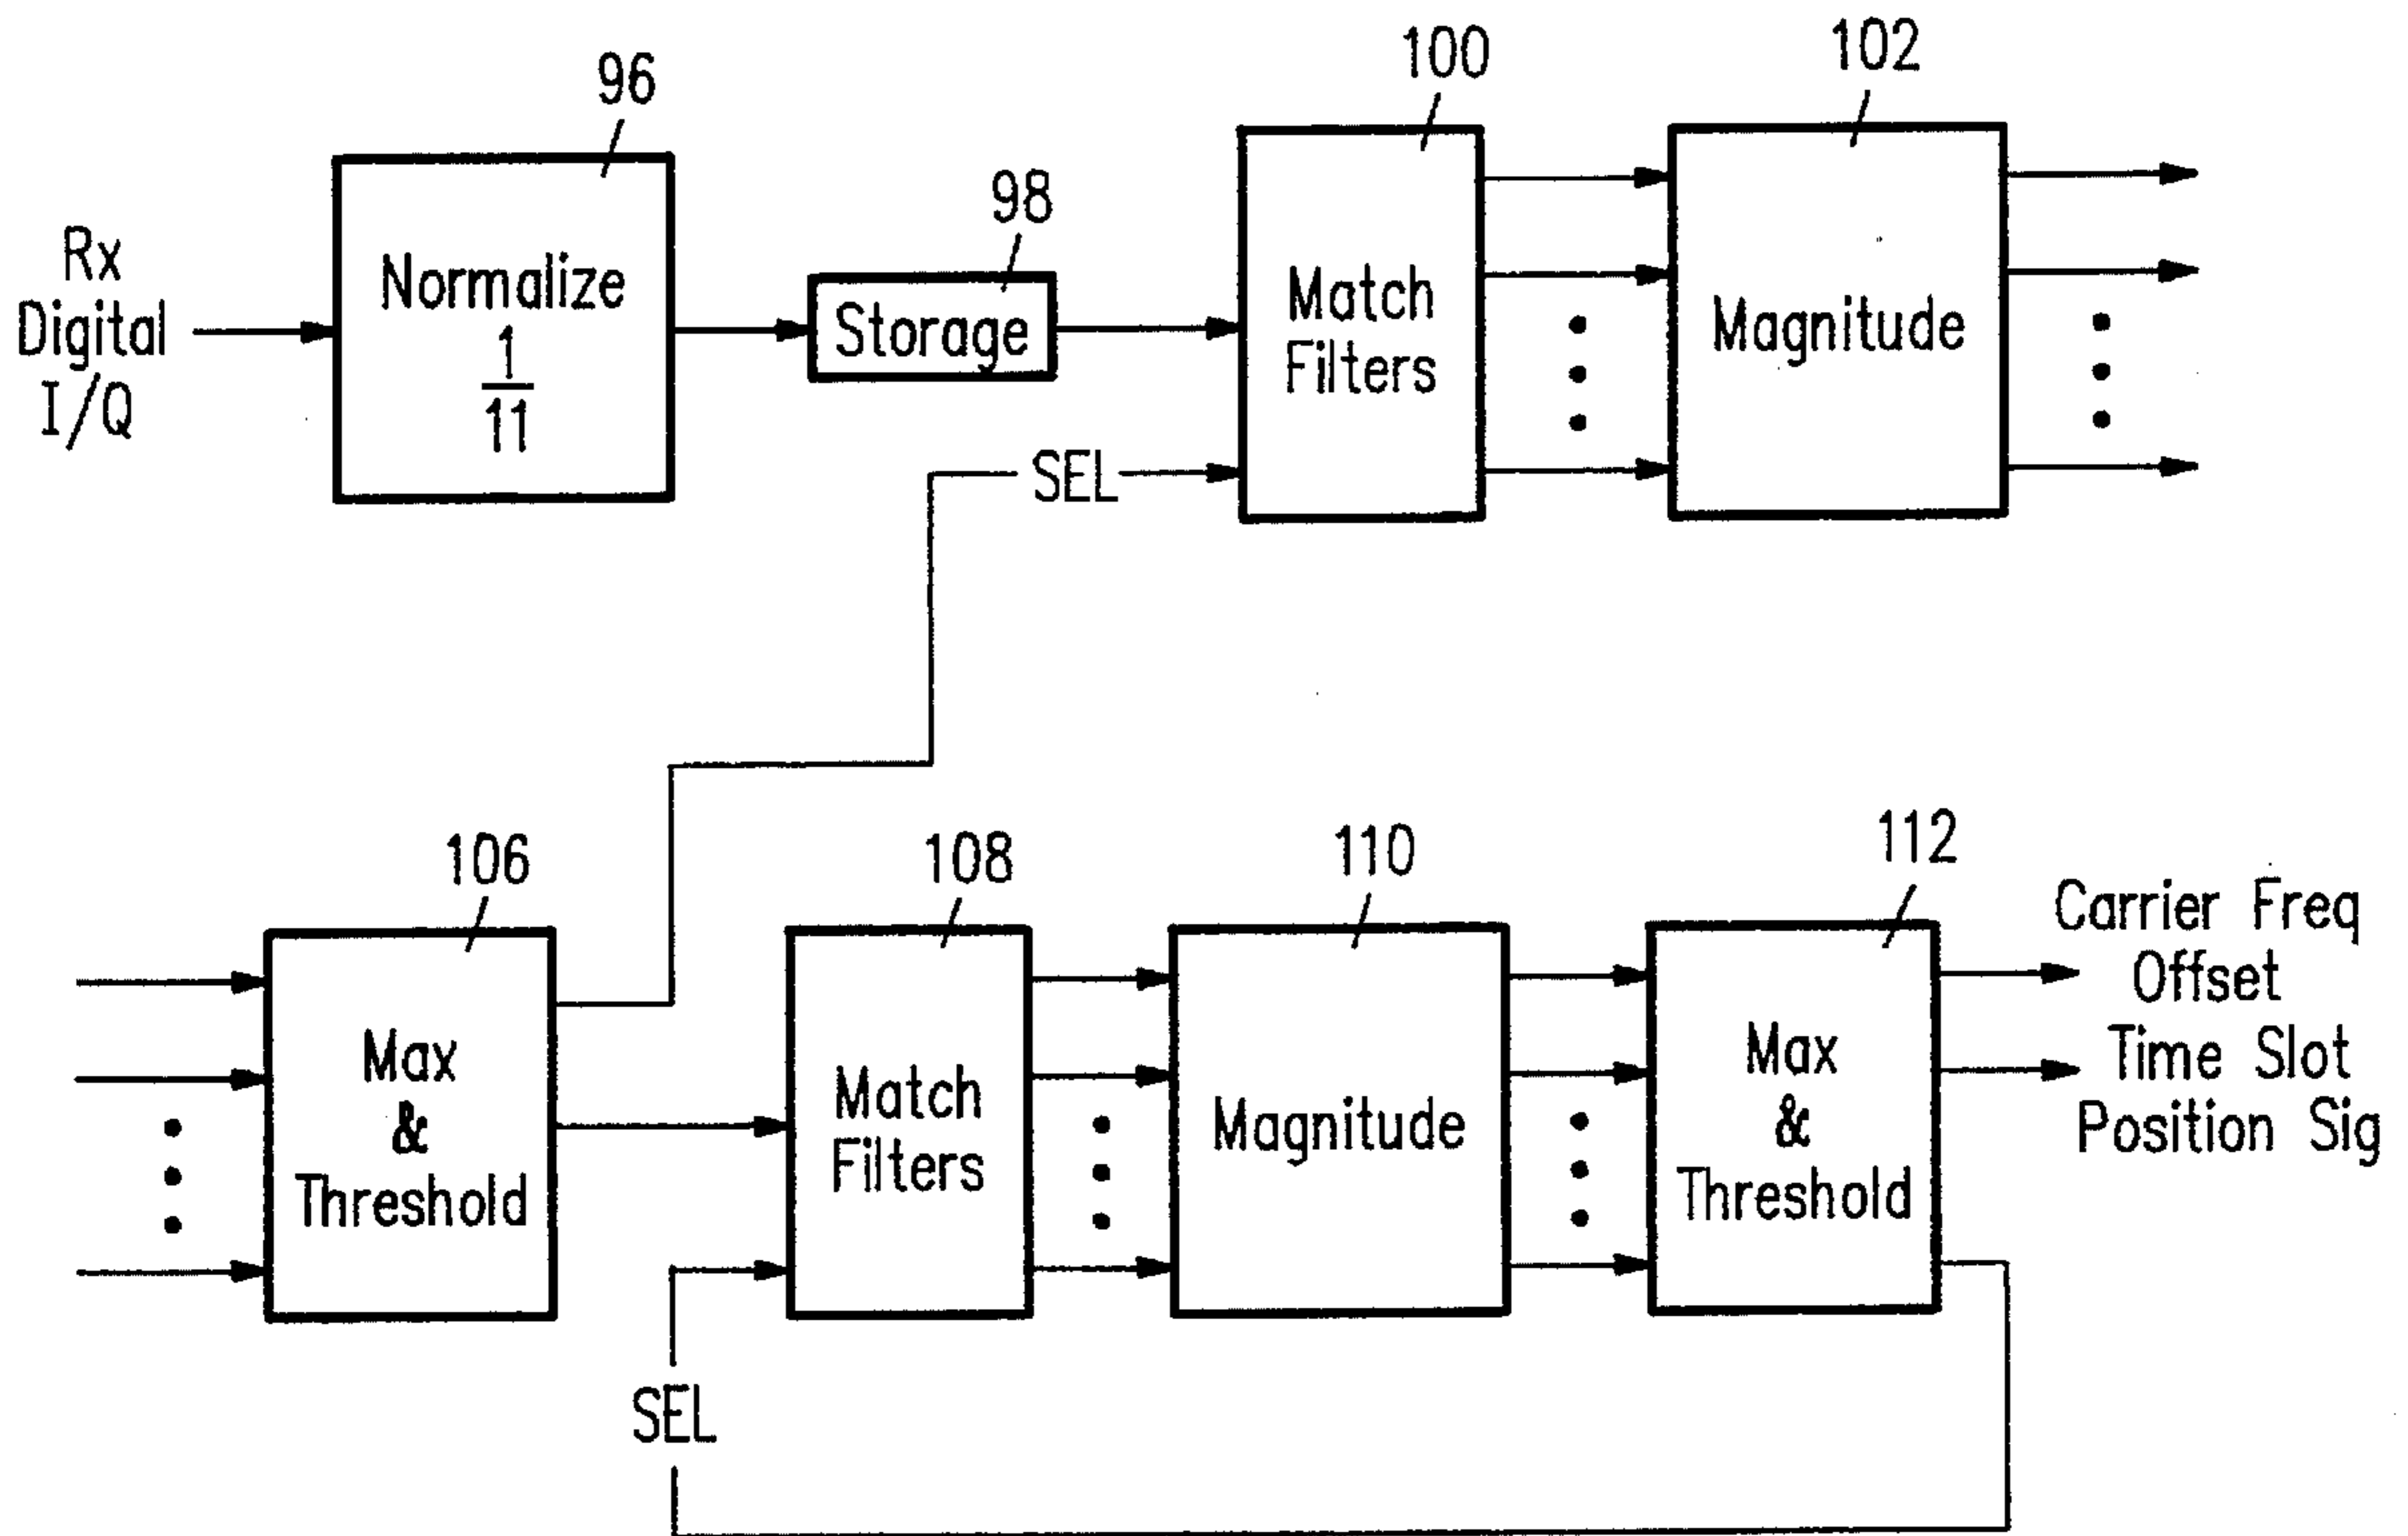 96
Rx
Digital
I/Q
Normalize
1
11
98
Storage
100
Match
Filters
SEL
102
Magnitude
106
Max
&
Threshold
108
Match
Filters
SEL
110
Magnitude
112
Max
&
Threshold
Carrier Freq
Offset
Time Slot
Position Sig